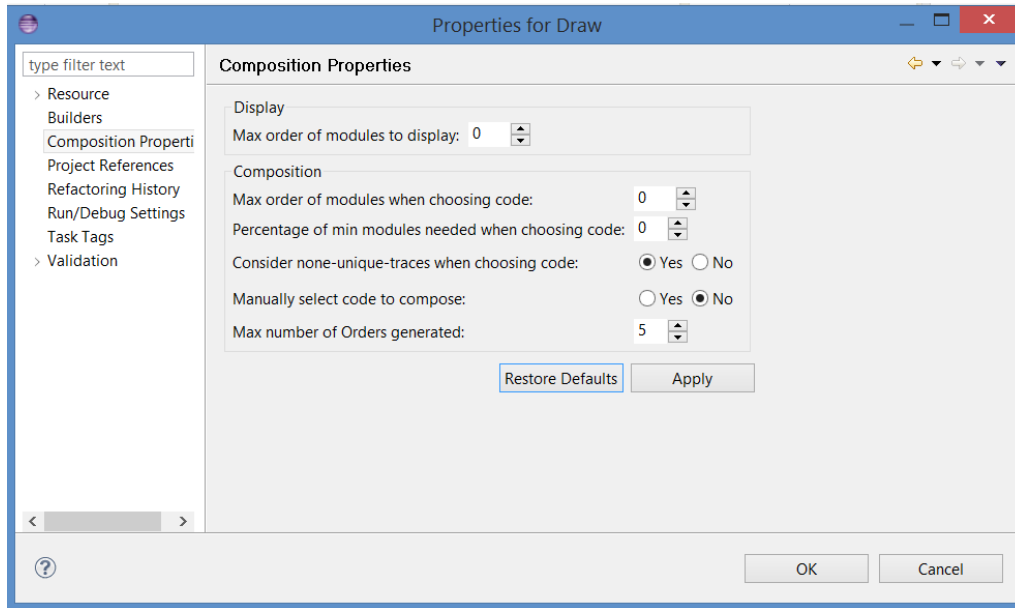 Properties for Draw
type filter text
Resource
Builders
Composition Properti
Project References
Refactoring History
Run/Debug Settings
Task Tags
Validation
Composition Properties
Display
Max order of modules to display: 0
Composition
Max order of modules when choosing code: 0
Percentage of min modules needed when choosing code: 0
Consider none-unique-traces when choosing code: Yes No
Manually select code to compose: Yes No
Max number of Orders generated: 5
Restore Defaults Apply
? OK Cancel